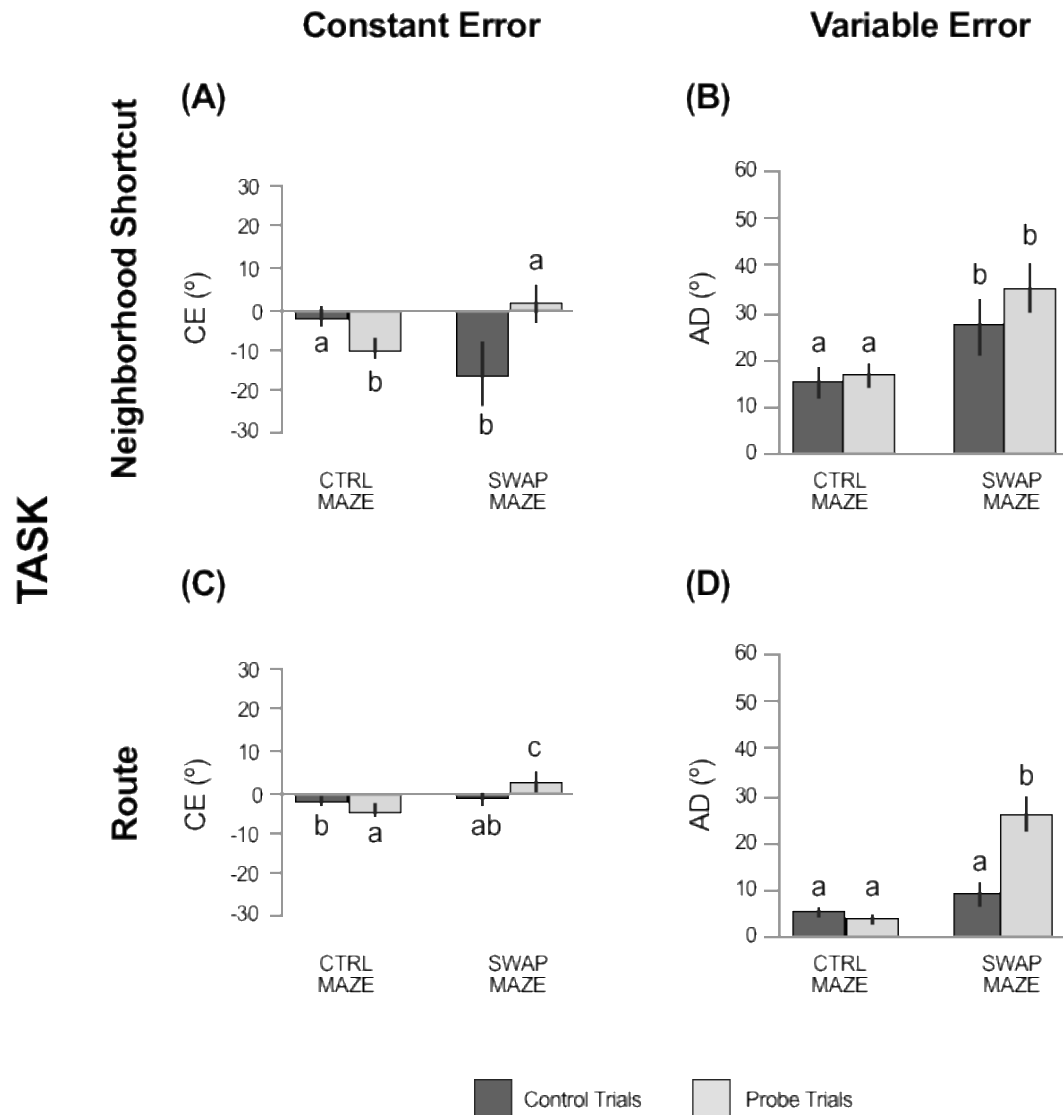 Constant Error
Variable Error
TASK
Neighborhood Shortcut
(A)
30
20
10
0
-10
-20
-30
CE (º)
a
b
b
a
CTRL
MAZE
SWAP
MAZE
(B)
60
50
40
30
20
10
0
AD (º)
a
a
b
b
CTRL
MAZE
SWAP
MAZE
Route
(C)
30
20
10
0
-10
-20
-30
CE (º)
b
a
ab
c
CTRL
MAZE
SWAP
MAZE
(D)
60
50
40
30
20
10
0
AD (º)
a
a
a
b
CTRL
MAZE
SWAP
MAZE
Control Trials
Probe Trials